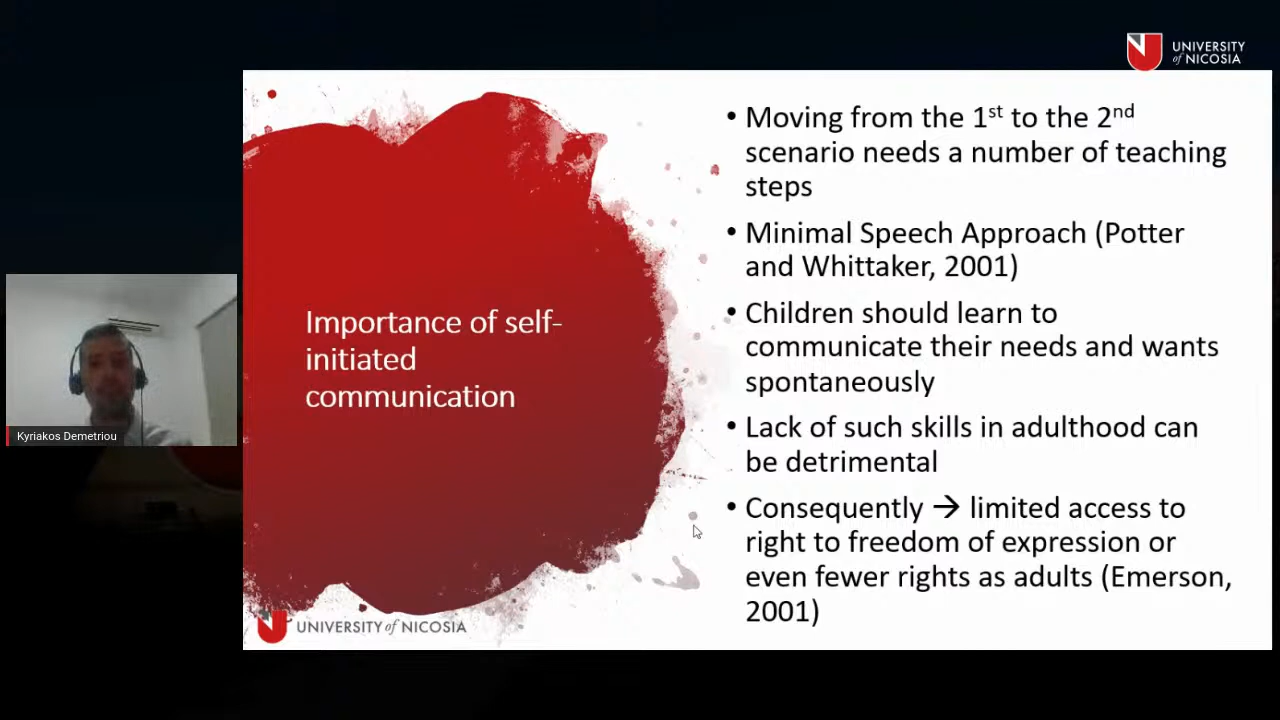 UNIVERSITY
of NICOSIA
Importance of self-
initiated
communication
• Moving from the 1st to the 2nd
scenario needs a number of teaching
steps
• Minimal Speech Approach (Potter
and Whittaker, 2001)
• Children should learn to
communicate their needs and wants
spontaneously
• Lack of such skills in adulthood can
be detrimental
• Consequently → limited access to
right to freedom of expression or
even fewer rights as adults (Emerson,
2001)
Kyriakos Demetriou
UNIVERSITY of NICOSIA